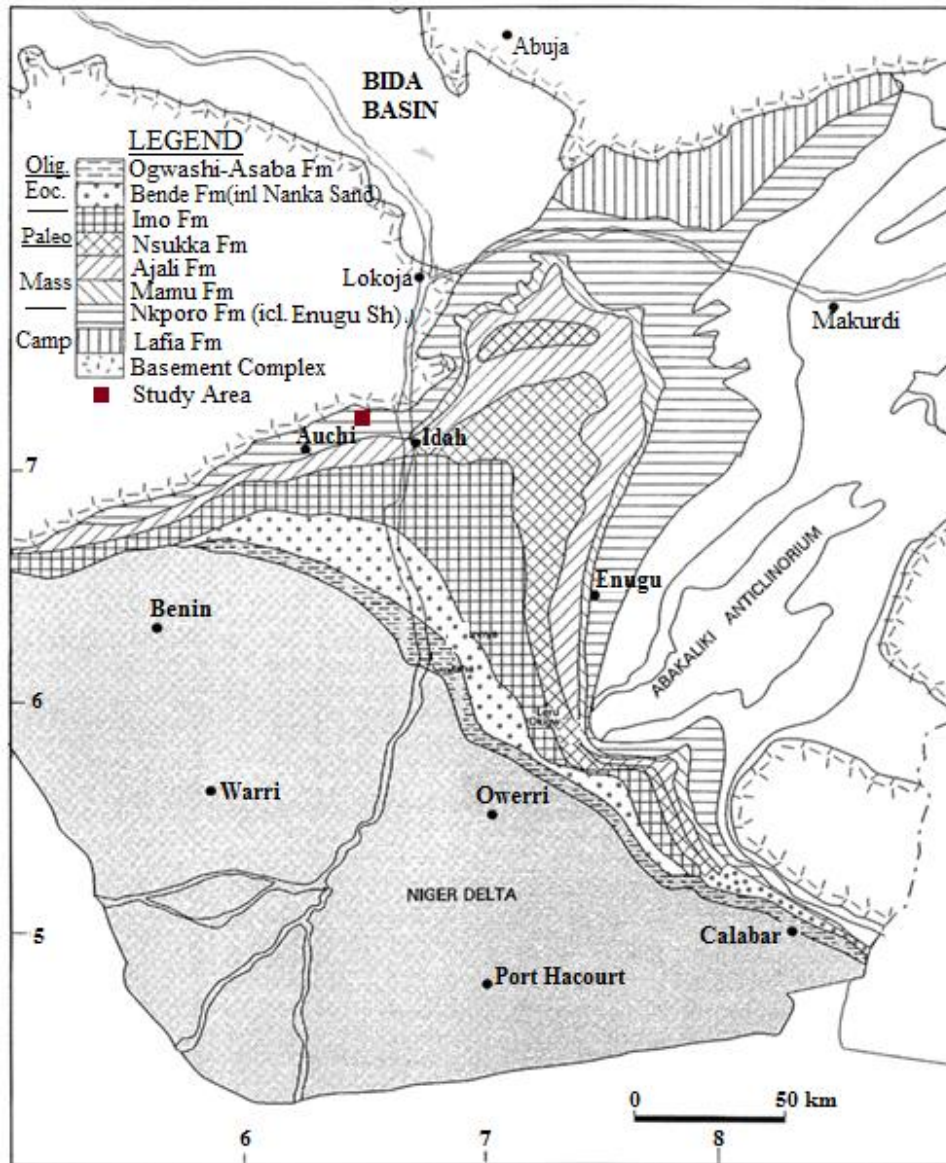 Abuja
BIDA
BASIN
LEGEND
Olig. Ogwashi-Asaba Fm
Eoc. Bende Fm(inl Nanka Sand)
Imo Fm
Paleo Nsukka Fm
Ajali Fm
Mass Mamu Fm
Nkporo Fm (icl. Enugu Sh).
Camp Lafia Fm
Basement Complex
Study Area
Lokoja
Makurdi
Auchi
Idah
7
Enugu
ABAKALIKI ANTICLINORIUM
Benin
6
Warri
Owerri
NIGER DELTA
5
Calabar
Port Hacourt
0 50 km
6 7 8